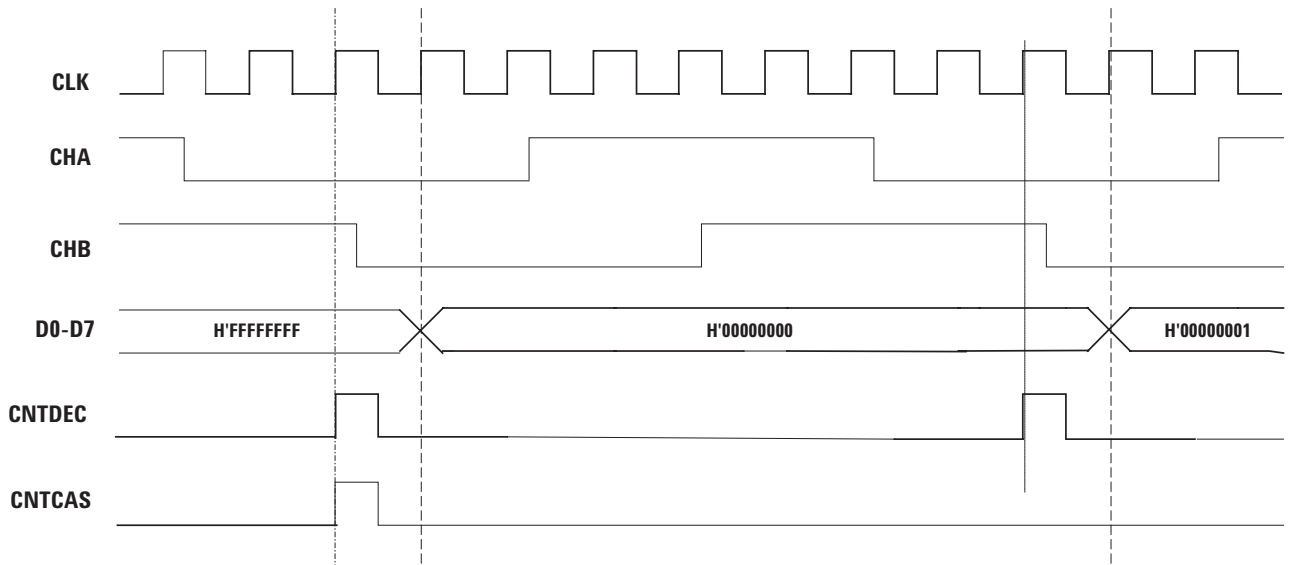 CLK
CHA
CHB
D0-D7 H'FFFFFFFF H'00000000 H'00000001
CNTDEC
CNTCAS